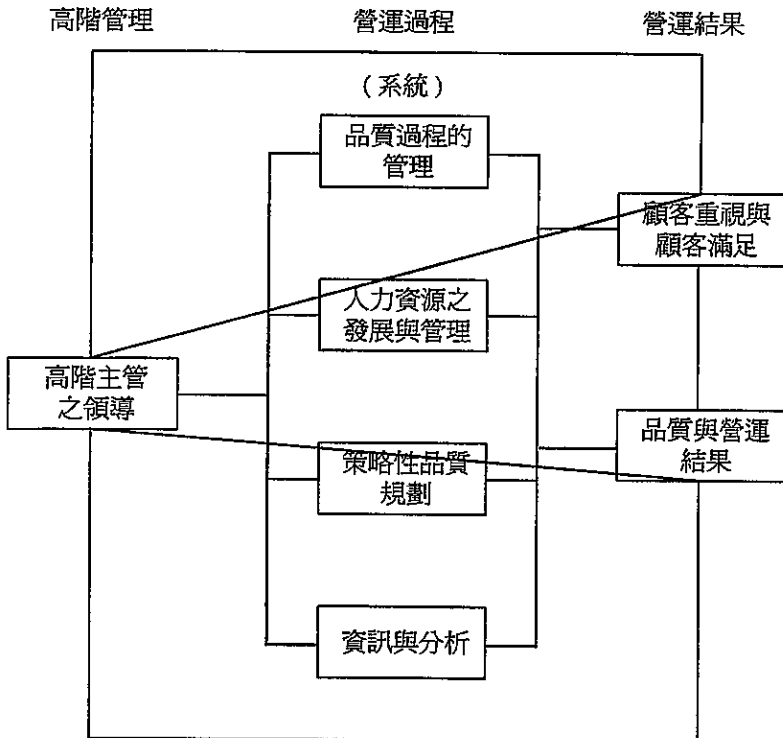 高階管理
營運過程
營運結果
(系統)
品質過程的
管理
顧客重視與
顧客滿足
人力資源之
發展與管理
高階主管
之領導
品質與營運
結果
策略性品質
規劃
資訊與分析